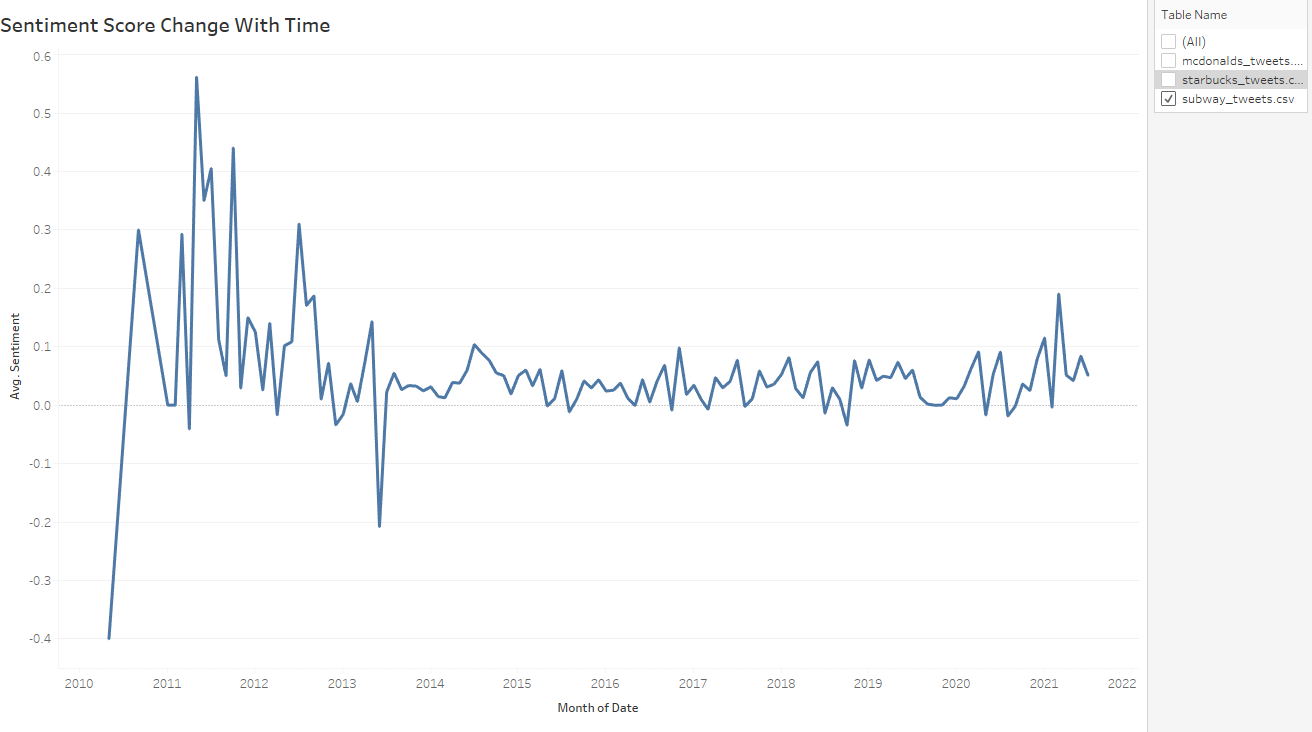 Sentiment Score Change With Time
Table Name
(All)
mcdonalds_tweets....
starbucks_tweets.c...
subway_tweets.csv
0.6
0.5
0.4
0.3
0.2
0.1
0.0
-0.1
-0.2
-0.3
-0.4
Avg. Sentiment
2010 2011 2012 2013 2014 2015 2016 2017 2018 2019 2020 2021 2022
Month of Date